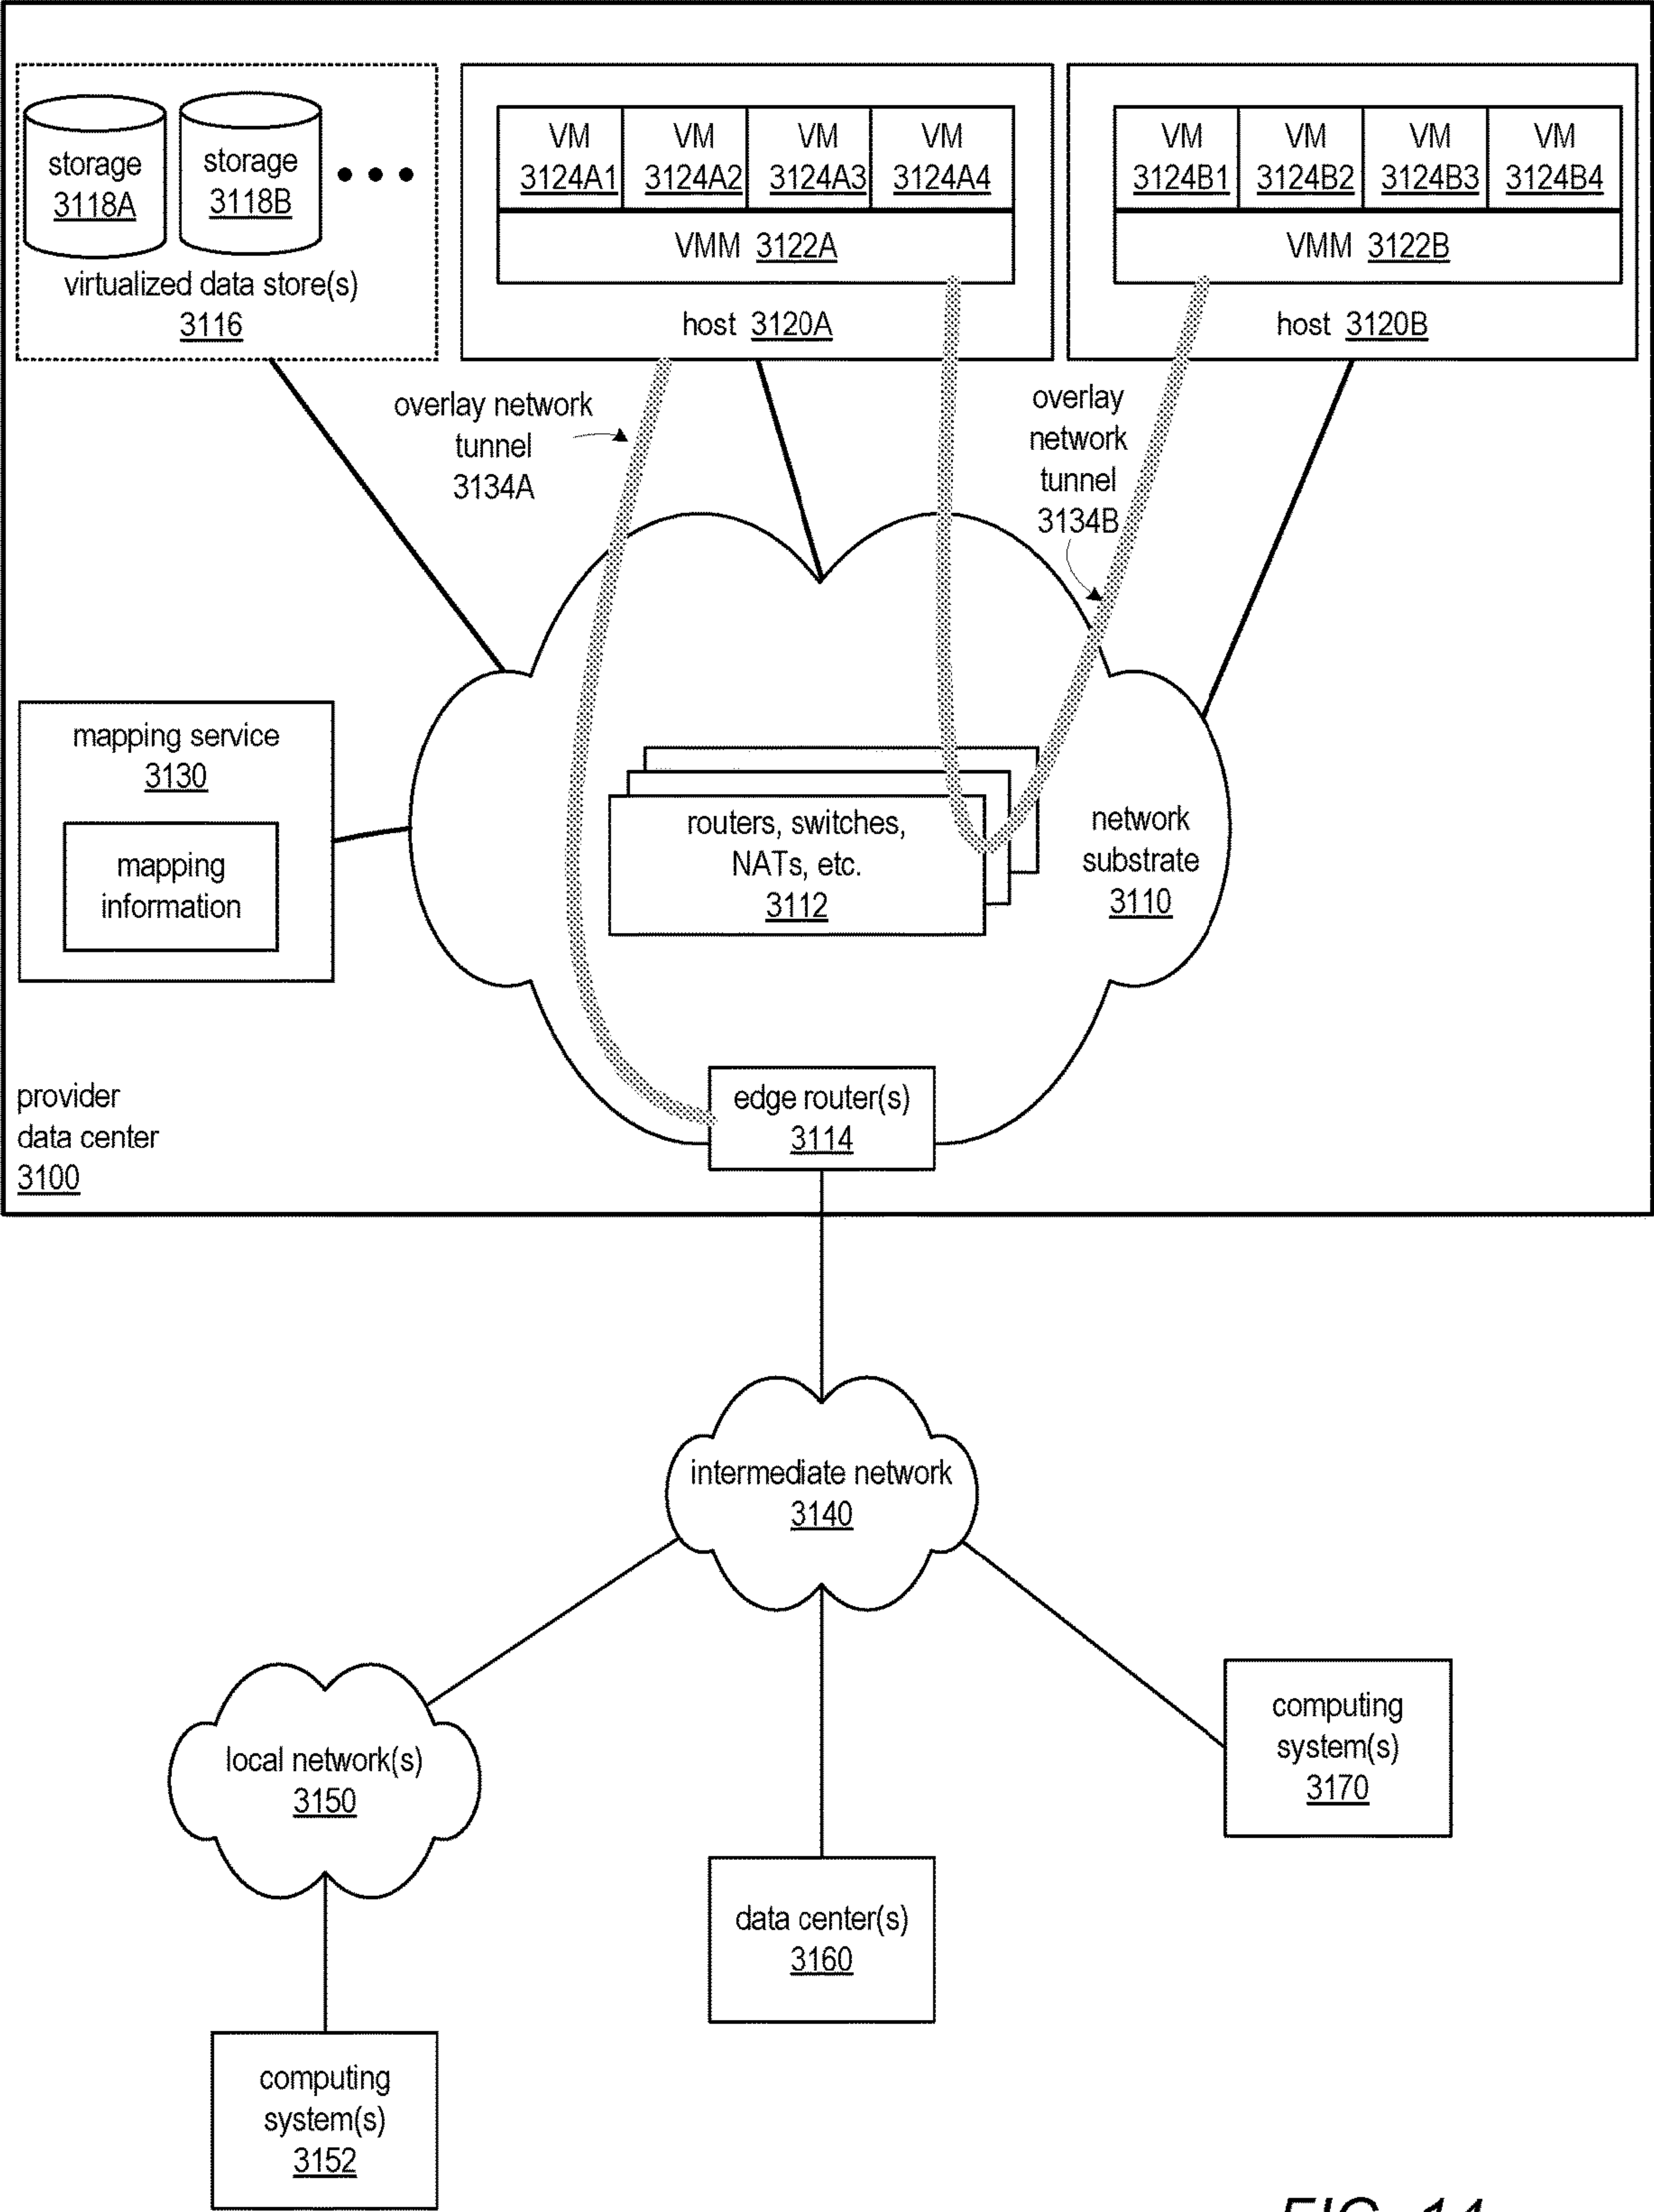 storage
3118A
storage
3118B
virtualized data store(s)
3116
VM
3124A1
VM
3124A2
VM
3124A3
VM
3124A4
VMM 3122A
host 3120A
VM
3124B1
VM
3124B2
VM
3124B3
VM
3124B4
VMM 3122B
host 3120B
overlay network
tunnel
3134A
overlay
network
tunnel
3134B
mapping service
3130
mapping
information
routers, switches,
NATs, etc.
3112
network
substrate
3110
edge router(s)
3114
provider
data center
3100
intermediate network
3140
local network(s)
3150
computing
system(s)
3170
data center(s)
3160
computing
system(s)
3152
FIG. 14